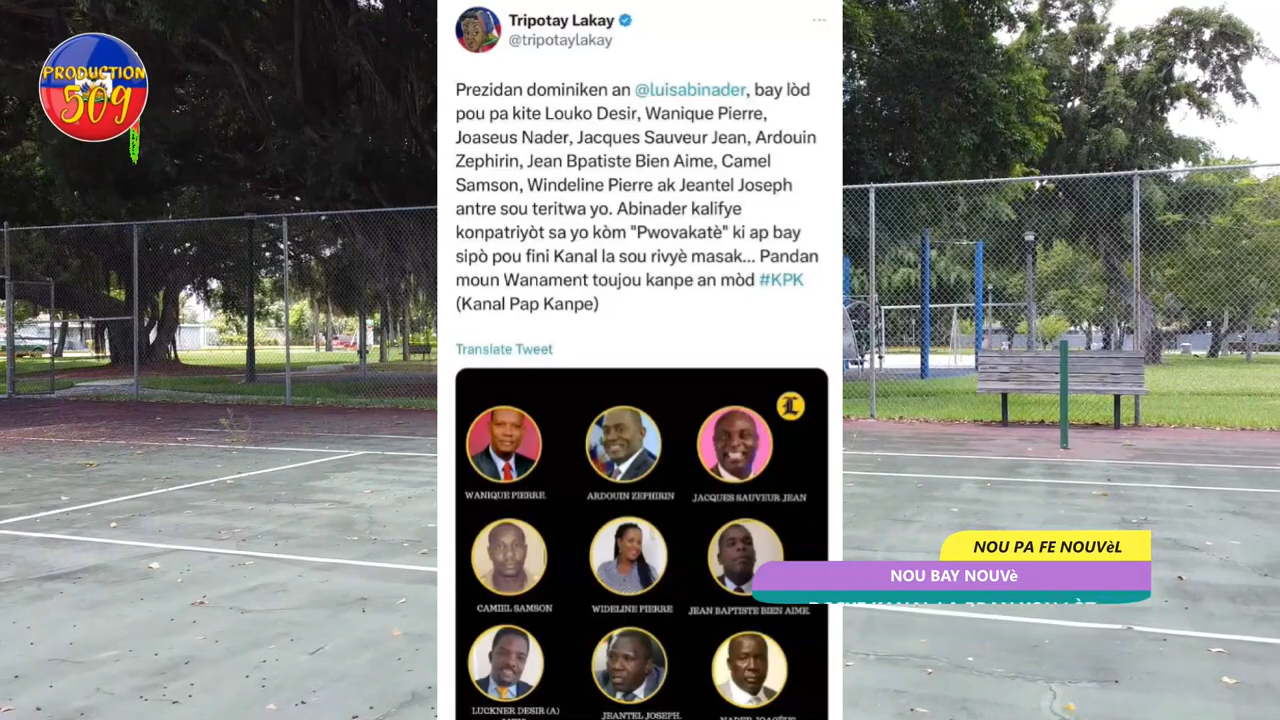 PRODUCTION
509
Tripotay Lakay
@tripotaylakay
Prezidan dominiken an @luisabinader, bay lòd
pou pa kite Louko Desir, Wanique Pierre,
Joaseus Nader, Jacques Sauveur Jean, Ardouin
Zephirin, Jean Bpatiste Bien Aime, Camel
Samson, Windeline Pierre ak Jeantel Joseph
antre sou teritwa yo. Abinader kalifye
konpatriyòt sa yo kòm "Pwovakatè" ki ap bay
sipò pou fini Kanal la sou rivyè masak... Pandan
moun Wanament toujou kanpe an mòd #KPK
(Kanal Pap Kanpe)
Translate Tweet
L
WANIQUE PIERRE.
ARDOUIN ZEPHIRIN
JACQUES SAUVEUR JEAN
CAMIEL SAMSON
WIDELINE PIERRE
JEAN BAPTISTE BIEN AIME.
LUCKNER DESIR (A)
JEANTEL JOSEPH.
NOU PA FE NOUVèL
NOU BAY NOUVè